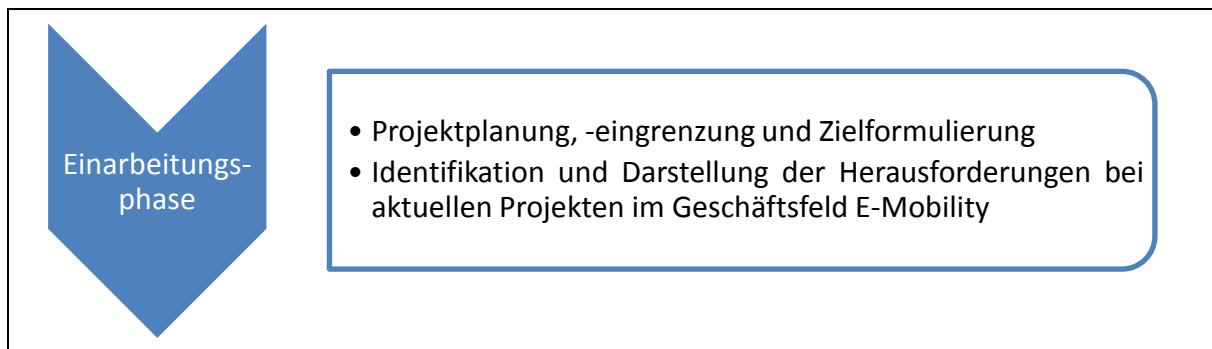 Einarbeitungs-
phase
• Projektplanung, -eingrenzung und Zielformulierung
• Identifikation und Darstellung der Herausforderungen bei
aktuellen Projekten im Geschäftsfeld E-Mobility